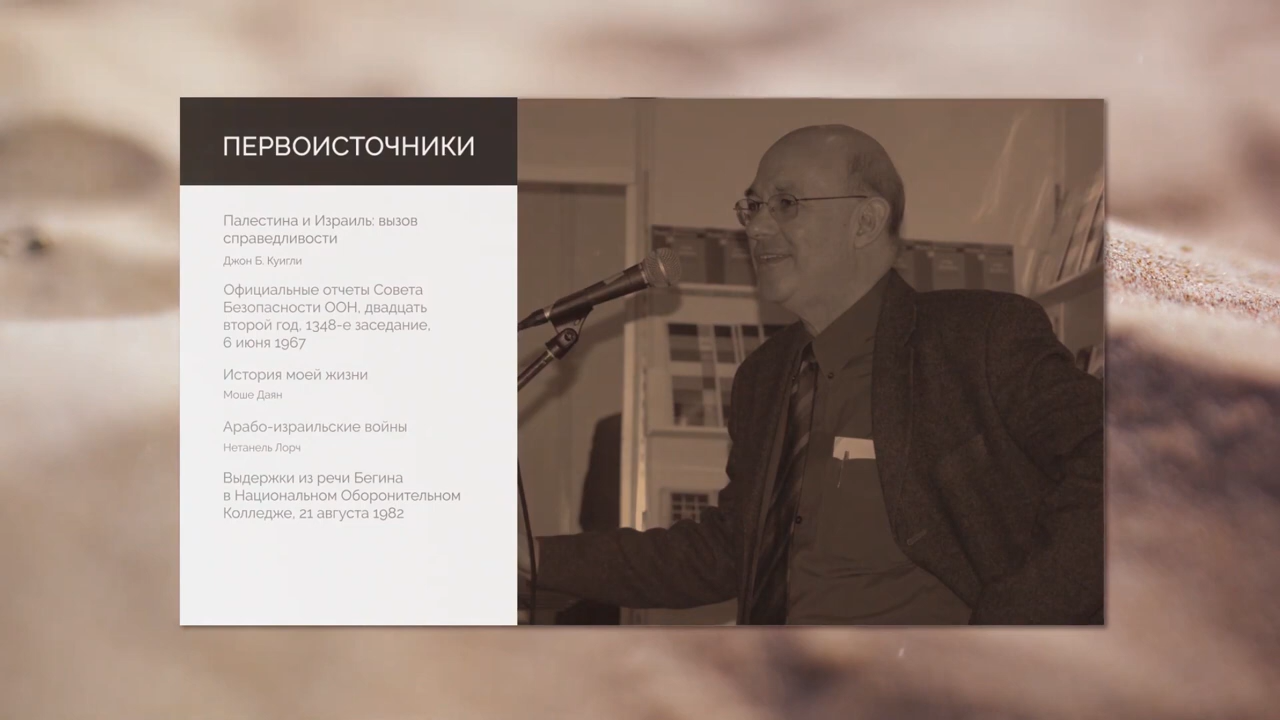 ПЕРВОИСТОЧНИКИ
Палестина и Израиль: вызов
справедливости
Джон Б. Куигли
Официальные отчеты Совета
Безопасности ООН, двадцать
второй год, 1348-е заседание,
6 июня 1967
История моей жизни
Моше Даян
Арабо-израильские войны
Нетанель Лорч
Выдержки из речи Бегина
в Национальном Оборонительном
Колледже, 21 августа 1982